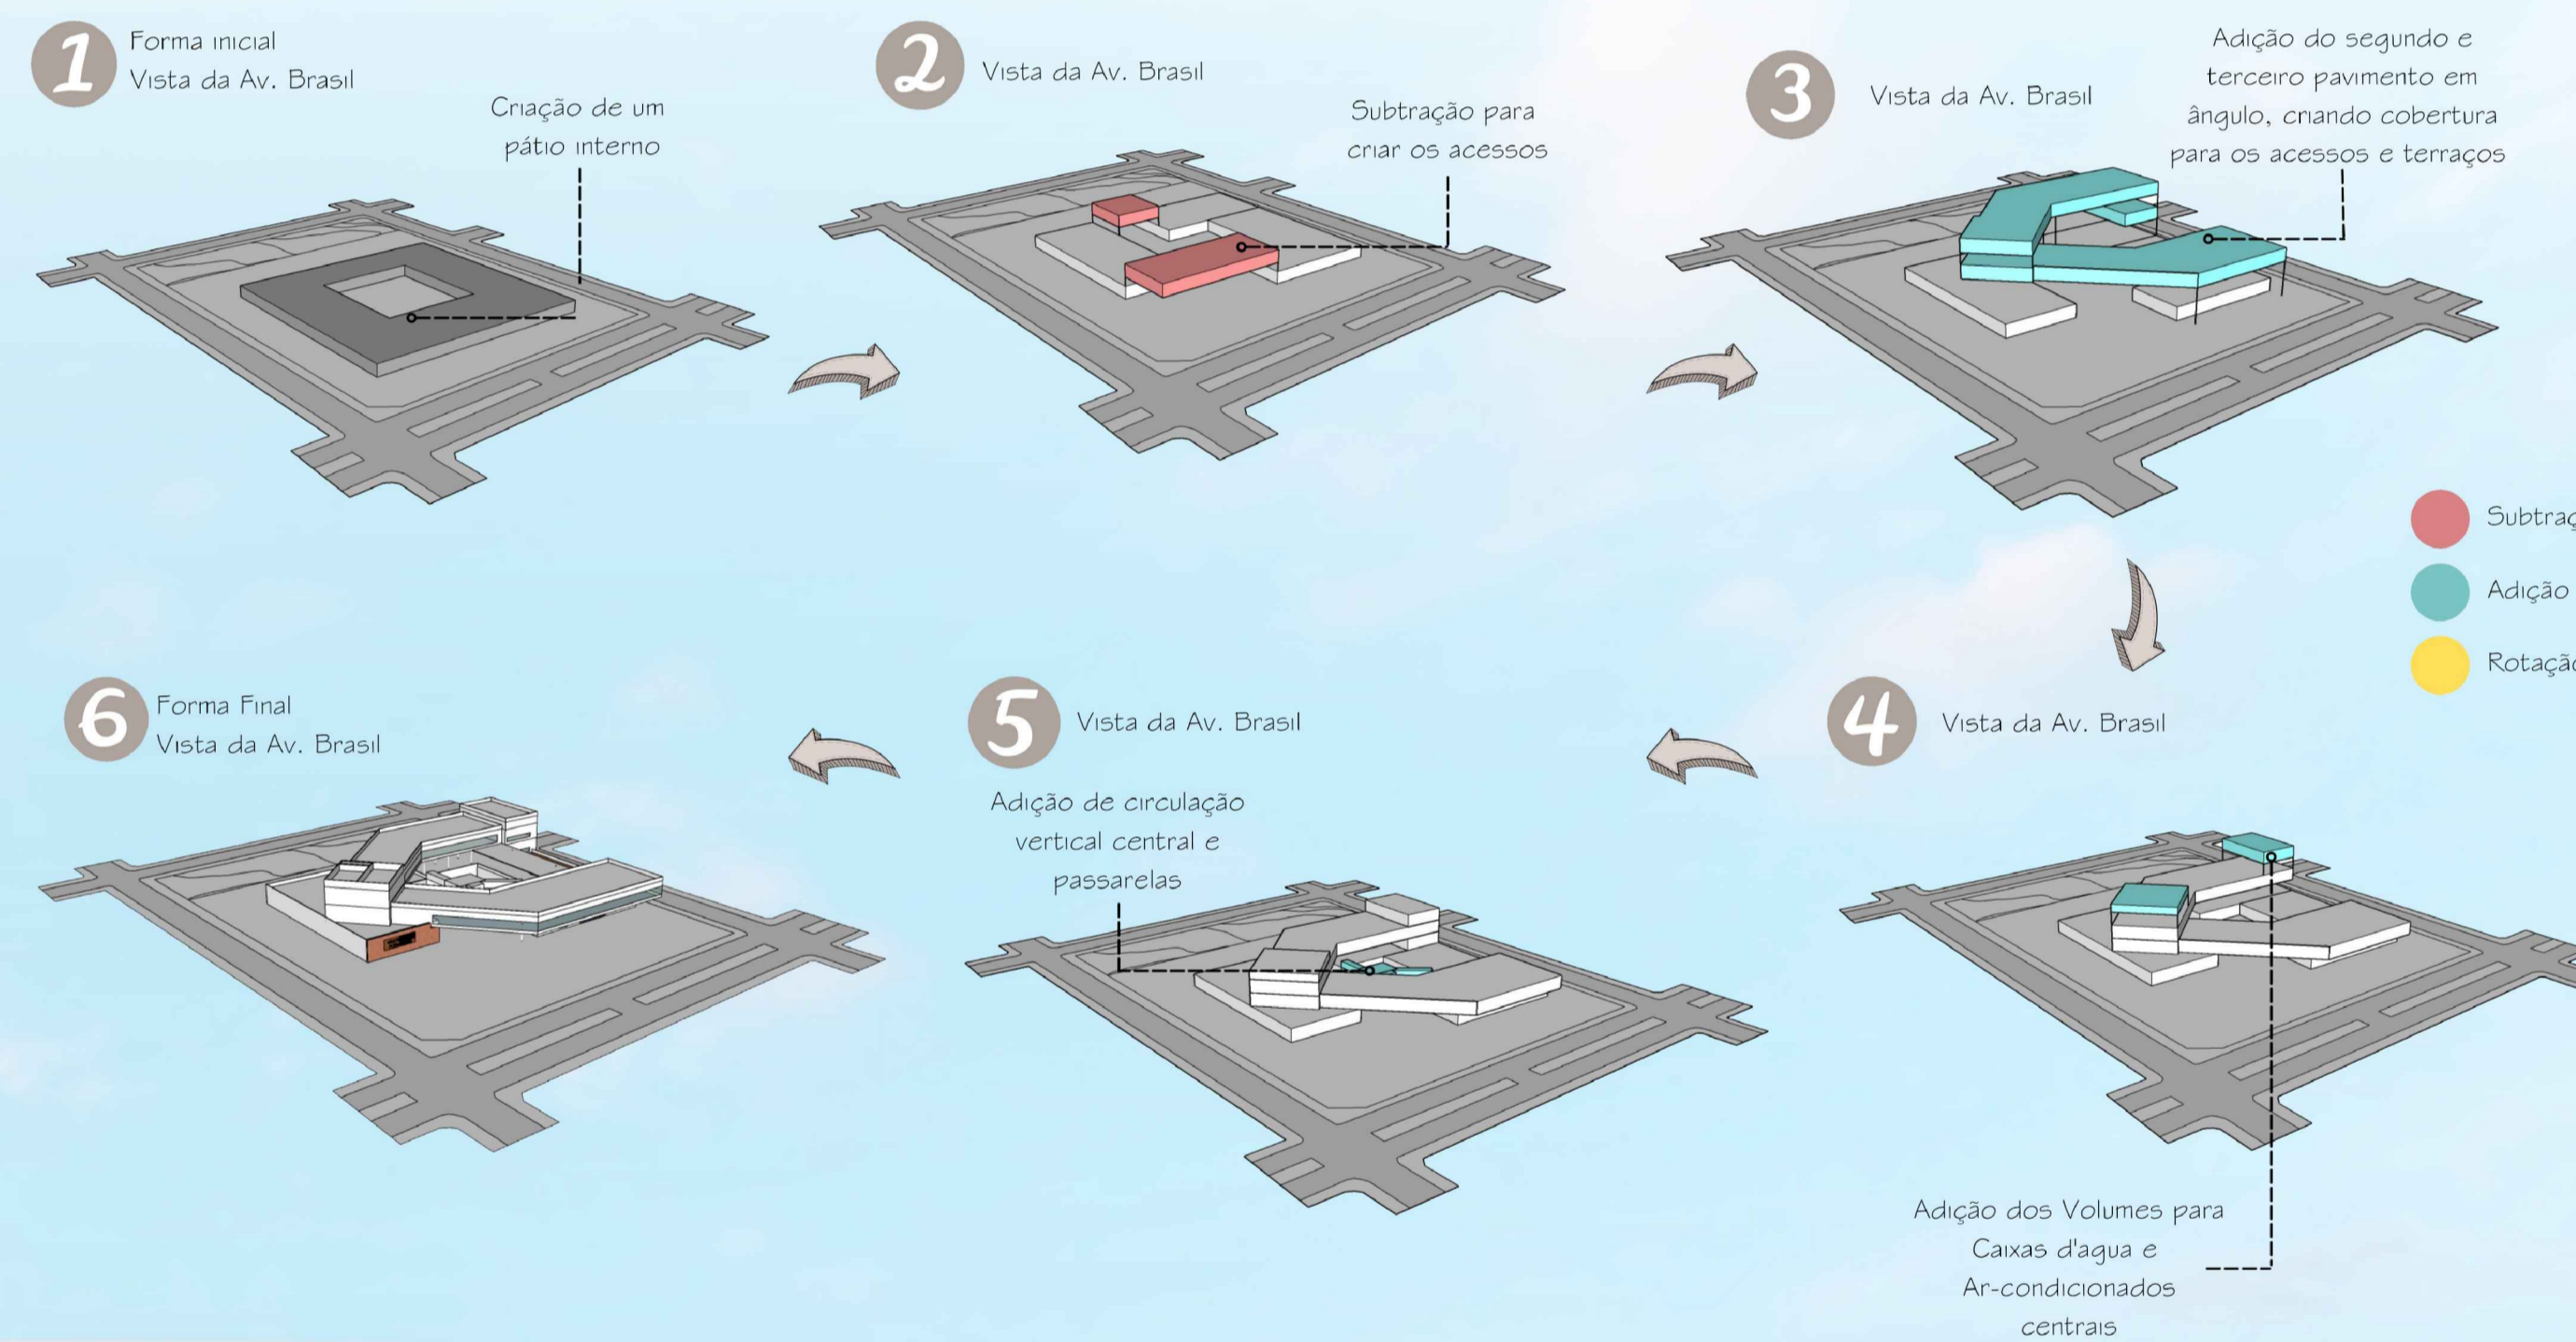 1
Forma inicial
Vista da Av. Brasil
Criação de um
pátio interno
2
Vista da Av. Brasil
Subtração para
criar os acessos
3
Vista da Av. Brasil
Adição do segundo e
terceiro pavimento em
ângulo, criando cobertura
para os acessos e terraços
Adição
4
Vista da Av. Brasil
Adição dos Volumes para
Caixas d'agua e
Ar-condicionados
centrais
5
Vista da Av. Brasil
Adição de circulação
vertical central e
passarelas
6
Forma Final
Vista da Av. Brasil